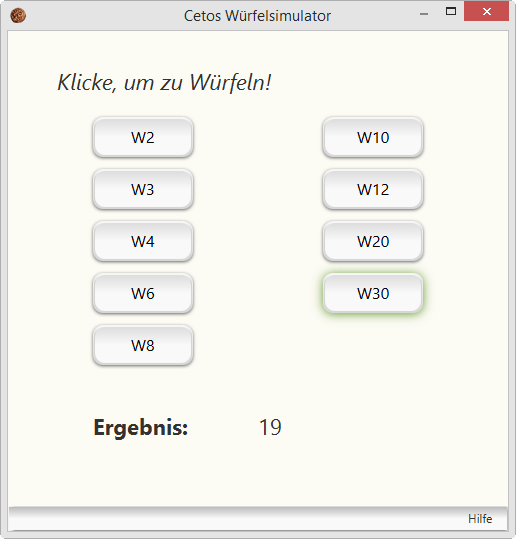 Cetos Würfelsimulator
Klicke, um zu Würfeln!
W2
W3
W4
W6
W8
W10
W12
W20
W30
Ergebnis: 19
Hilfe